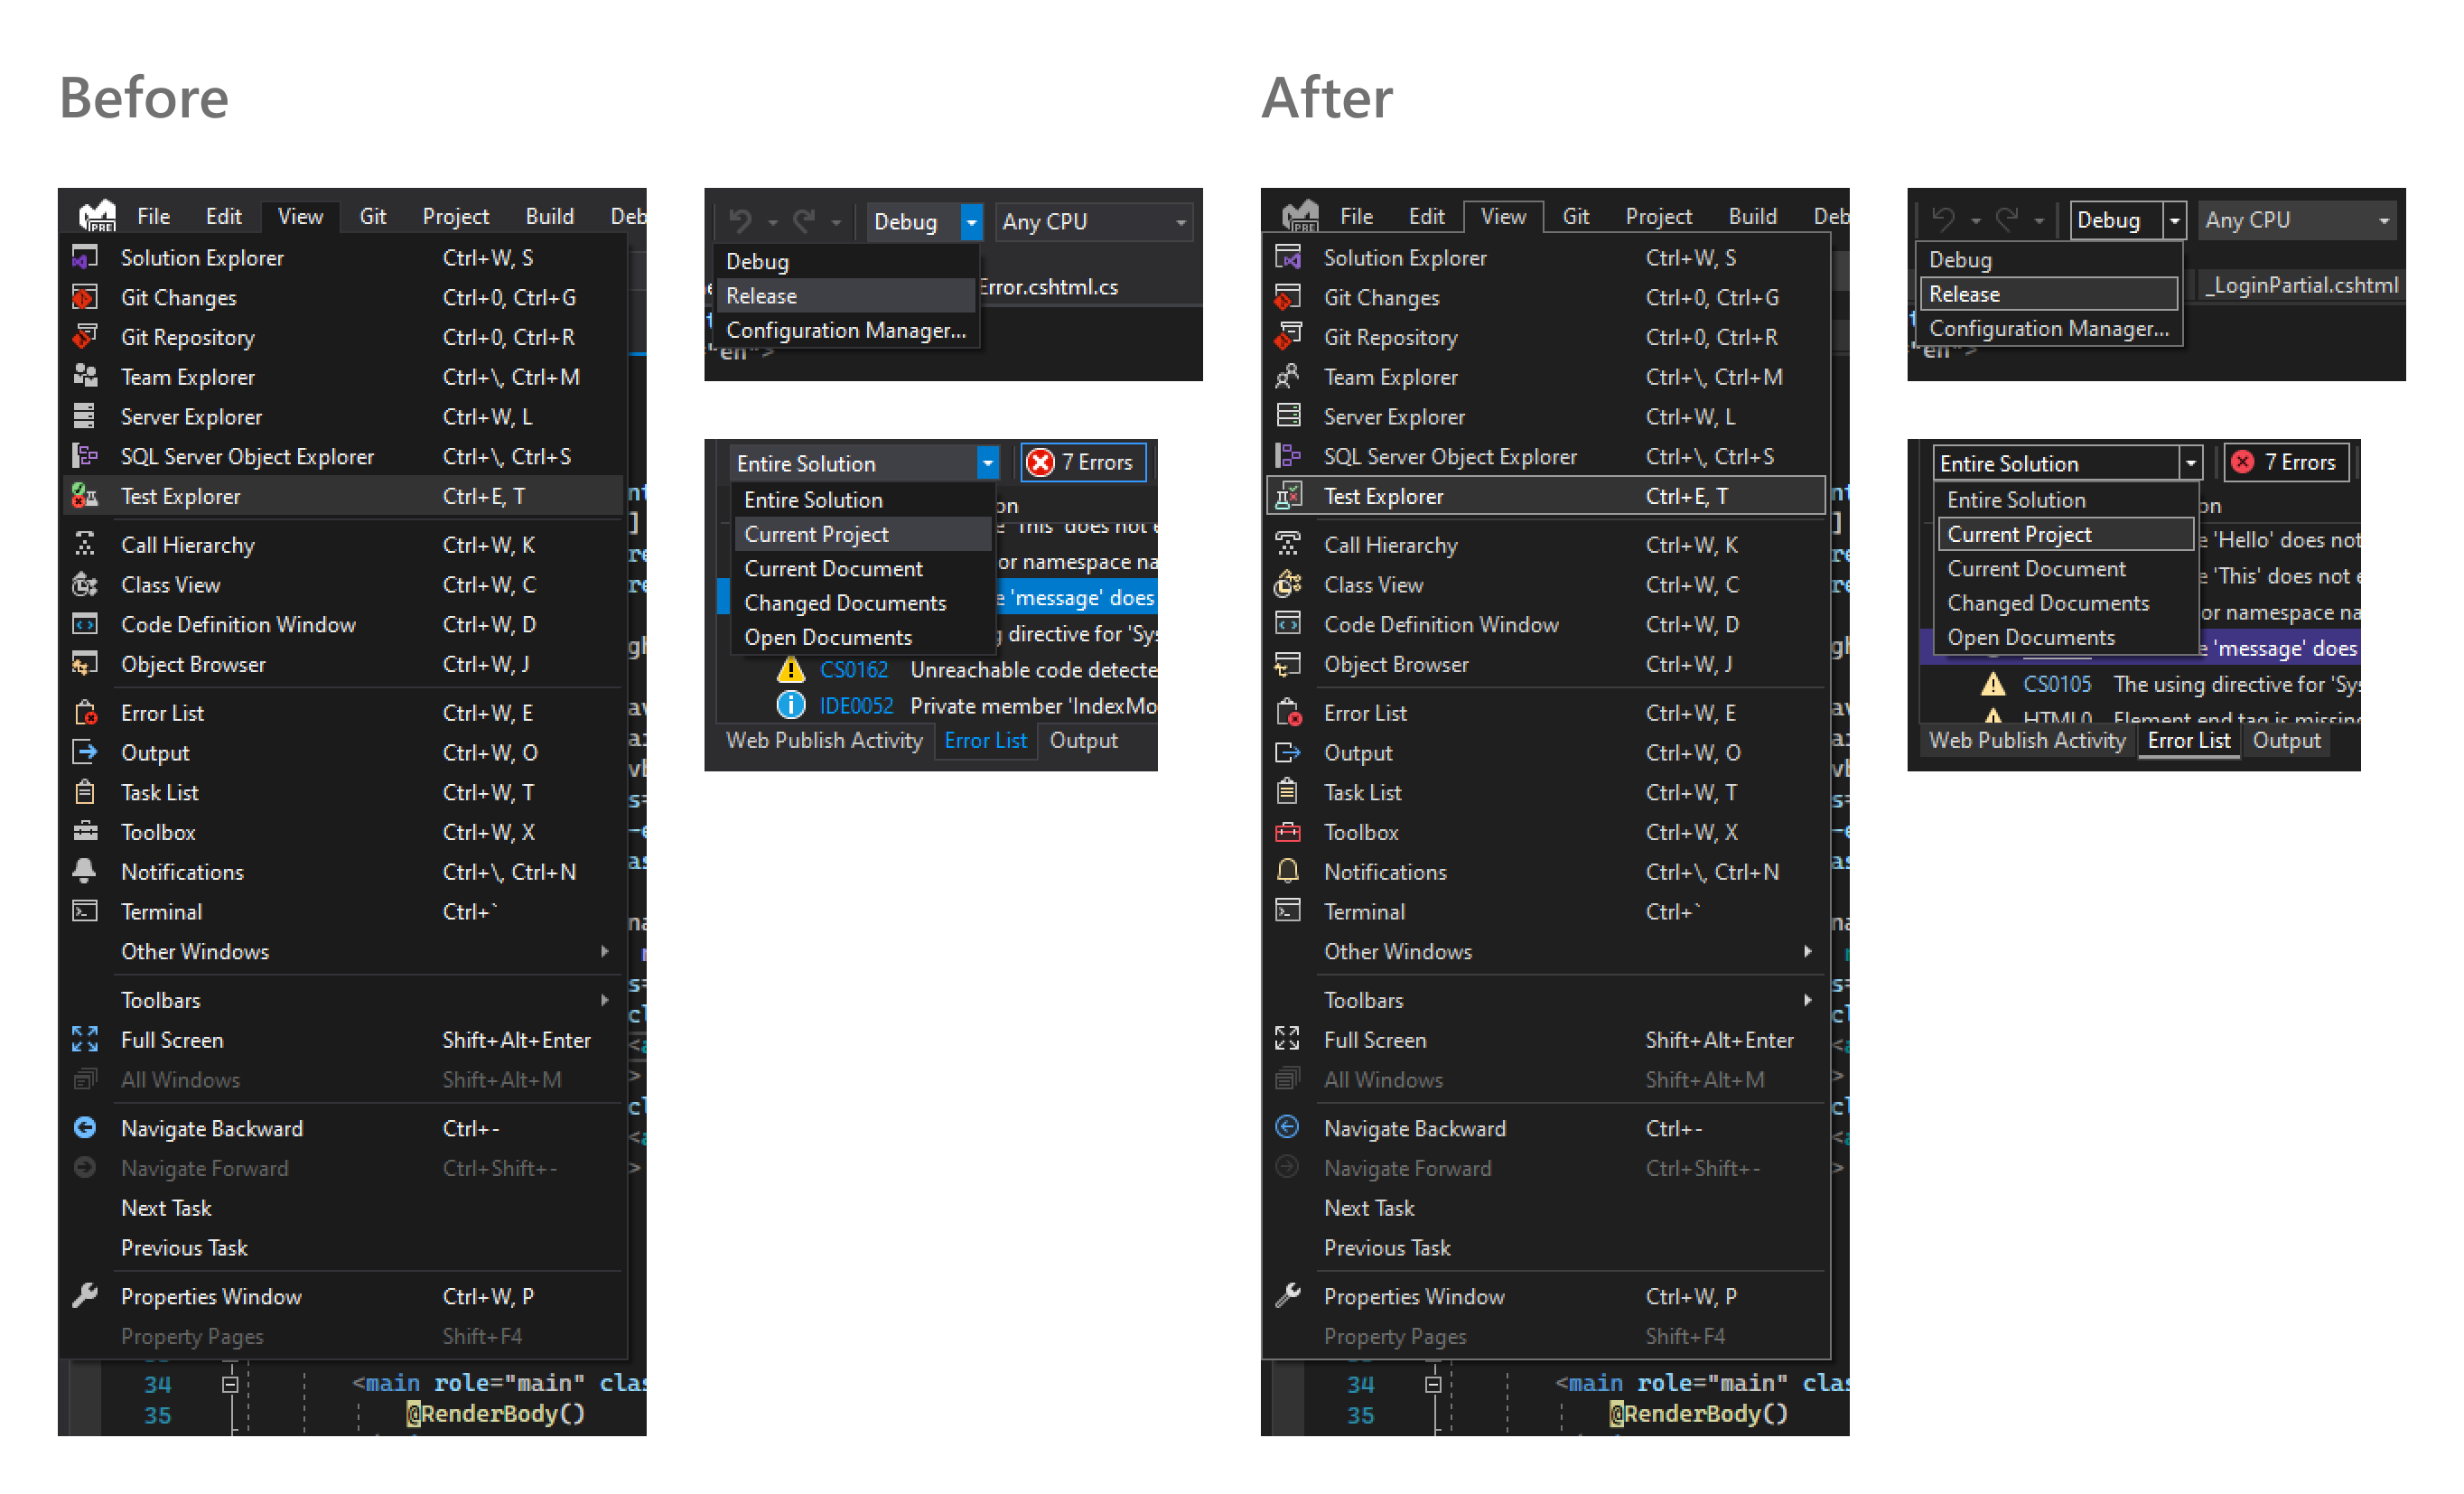 Before
PRE File Edit View Git Project Build Deb
Solution Explorer Ctrl+W, S
Git Changes Ctrl+0, Ctrl+G
Git Repository Ctrl+0, Ctrl+R
Team Explorer Ctrl+\, Ctrl+M
Server Explorer Ctrl+W, L
SQL Server Object Explorer Ctrl+\, Ctrl+S
Test Explorer Ctrl+E, T
Call Hierarchy Ctrl+W, K
Class View Ctrl+W, C
Code Definition Window Ctrl+W, D
Object Browser Ctrl+W, J
Error List Ctrl+W, E
Output Ctrl+W, O
Task List Ctrl+W, T
Toolbox Ctrl+W, X
Notifications Ctrl+\, Ctrl+N
Terminal Ctrl+`
Other Windows
Toolbars
Full Screen Shift+Alt+Enter
All Windows Shift+Alt+M
Navigate Backward Ctrl+-
Navigate Forward Ctrl+Shift+-
Next Task
Previous Task
Properties Window Ctrl+W, P
Property Pages Shift+F4
34 <main role="main" clas
35 @RenderBody()
Debug Any CPU
Debug
Release Error.cshtml.cs
Configuration Manager...
"en">
Entire Solution 7 Errors
Entire Solution
Current Project 'This' does not e
Current Document or namespace na
Changed Documents e 'message' does
Open Documents g directive for 'Sys
CS0162 Unreachable code detecte
IDE0052 Private member 'IndexMo
Web Publish Activity Error List Output
After
PRE File Edit View Git Project Build Deb
Solution Explorer Ctrl+W, S
Git Changes Ctrl+0, Ctrl+G
Git Repository Ctrl+0, Ctrl+R
Team Explorer Ctrl+\, Ctrl+M
Server Explorer Ctrl+W, L
SQL Server Object Explorer Ctrl+\, Ctrl+S
Test Explorer Ctrl+E, T
Call Hierarchy Ctrl+W, K
Class View Ctrl+W, C
Code Definition Window Ctrl+W, D
Object Browser Ctrl+W, J
Error List Ctrl+W, E
Output Ctrl+W, O
Task List Ctrl+W, T
Toolbox Ctrl+W, X
Notifications Ctrl+\, Ctrl+N
Terminal Ctrl+`
Other Windows
Toolbars
Full Screen Shift+Alt+Enter
All Windows Shift+Alt+M
Navigate Backward Ctrl+-
Navigate Forward Ctrl+Shift+-
Next Task
Previous Task
Properties Window Ctrl+W, P
Property Pages Shift+F4
34 <main role="main" clas
35 @RenderBody()
Debug Any CPU
Debug
Release _LoginPartial.cshtml
Configuration Manager...
"en">
Entire Solution 7 Errors
Entire Solution
Current Project e 'Hello' does not
Current Document e 'This' does not e
Changed Documents or namespace na
Open Documents e 'message' does
CS0105 The using directive for 'Sys
HTML0 Element end tag is missing
Web Publish Activity Error List Output